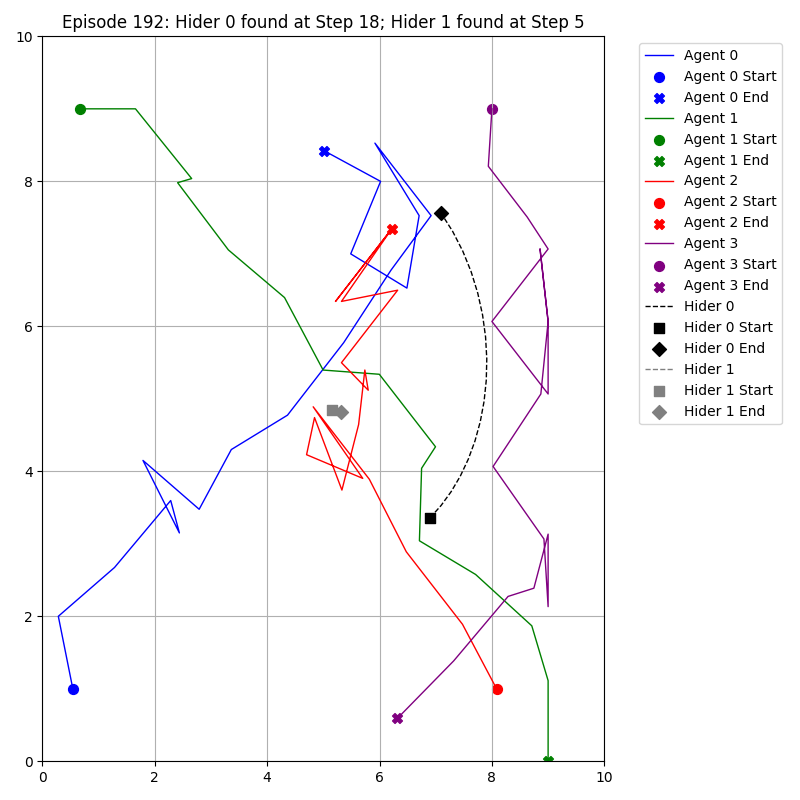 Episode 192: Hider 0 found at Step 18; Hider 1 found at Step 5
10
8
6
4
2
0
0 2 4 6 8 10
Agent 0
Agent 0 Start
Agent 0 End
Agent 1
Agent 1 Start
Agent 1 End
Agent 2
Agent 2 Start
Agent 2 End
Agent 3
Agent 3 Start
Agent 3 End
Hider 0
Hider 0 Start
Hider 0 End
Hider 1
Hider 1 Start
Hider 1 End